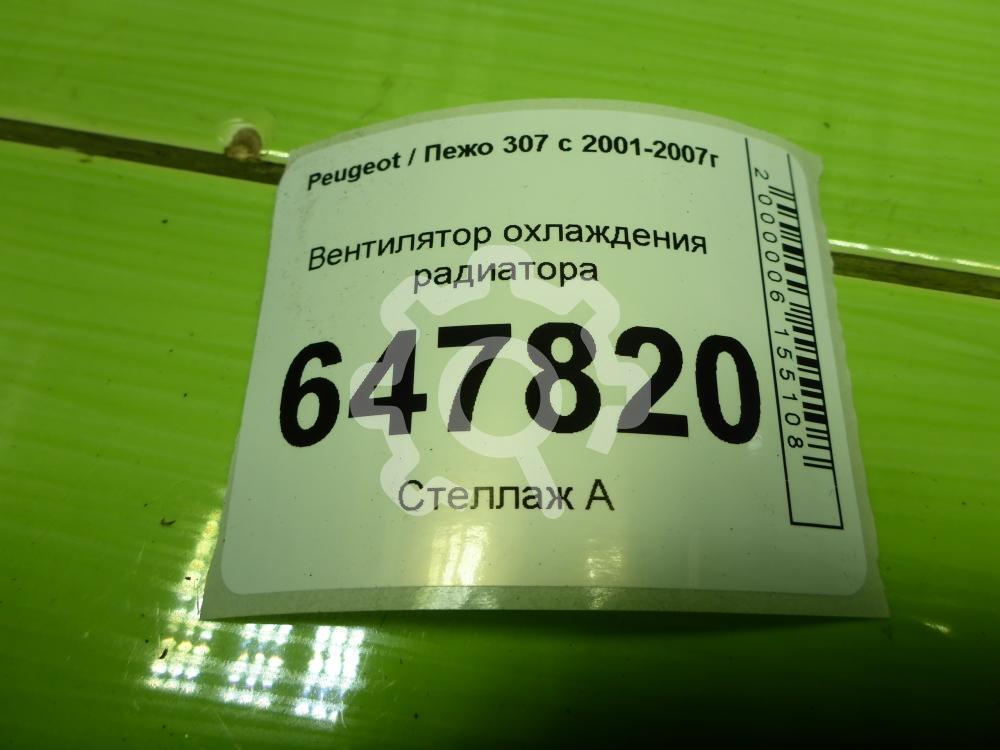 Peugeot / Пежо 307 с 2001-2007г
Вентилятор охлаждения
радиатора
647820
Стеллаж А
2000006155108